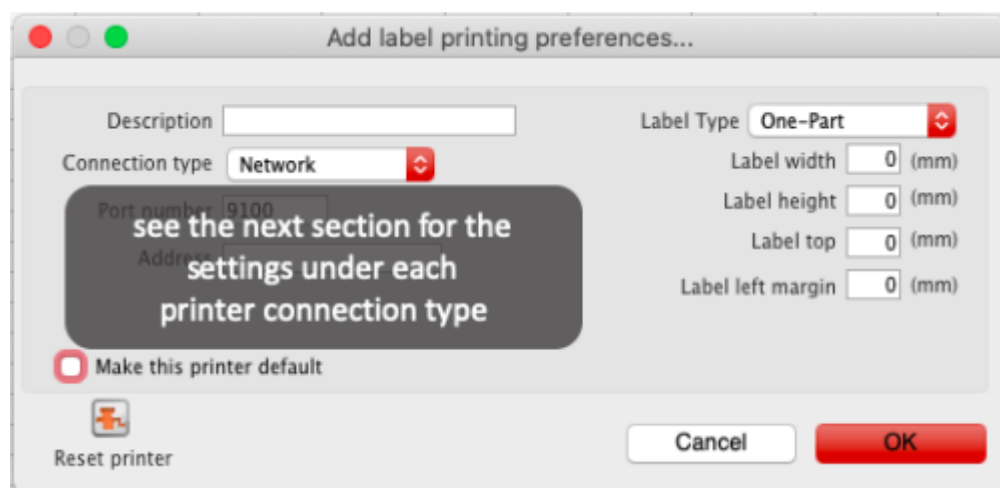 Add label printing preferences...
Description
Label Type One-Part
Connection type Network
Label width 0 (mm)
Port number 9100
Label height 0 (mm)
Address
Label top 0 (mm)
see the next section for the
settings under each
printer connection type
Label left margin 0 (mm)
Make this printer default
Reset printer
Cancel
OK